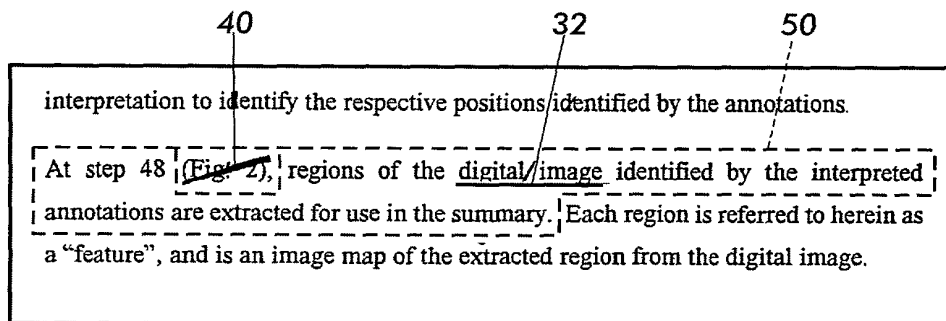 40 32 50
interpretation to identify the respective positions identified by the annotations.
At step 48 (Fig. 2), regions of the digital image identified by the interpreted
annotations are extracted for use in the summary. Each region is referred to herein as
a “feature”, and is an image map of the extracted region from the digital image.